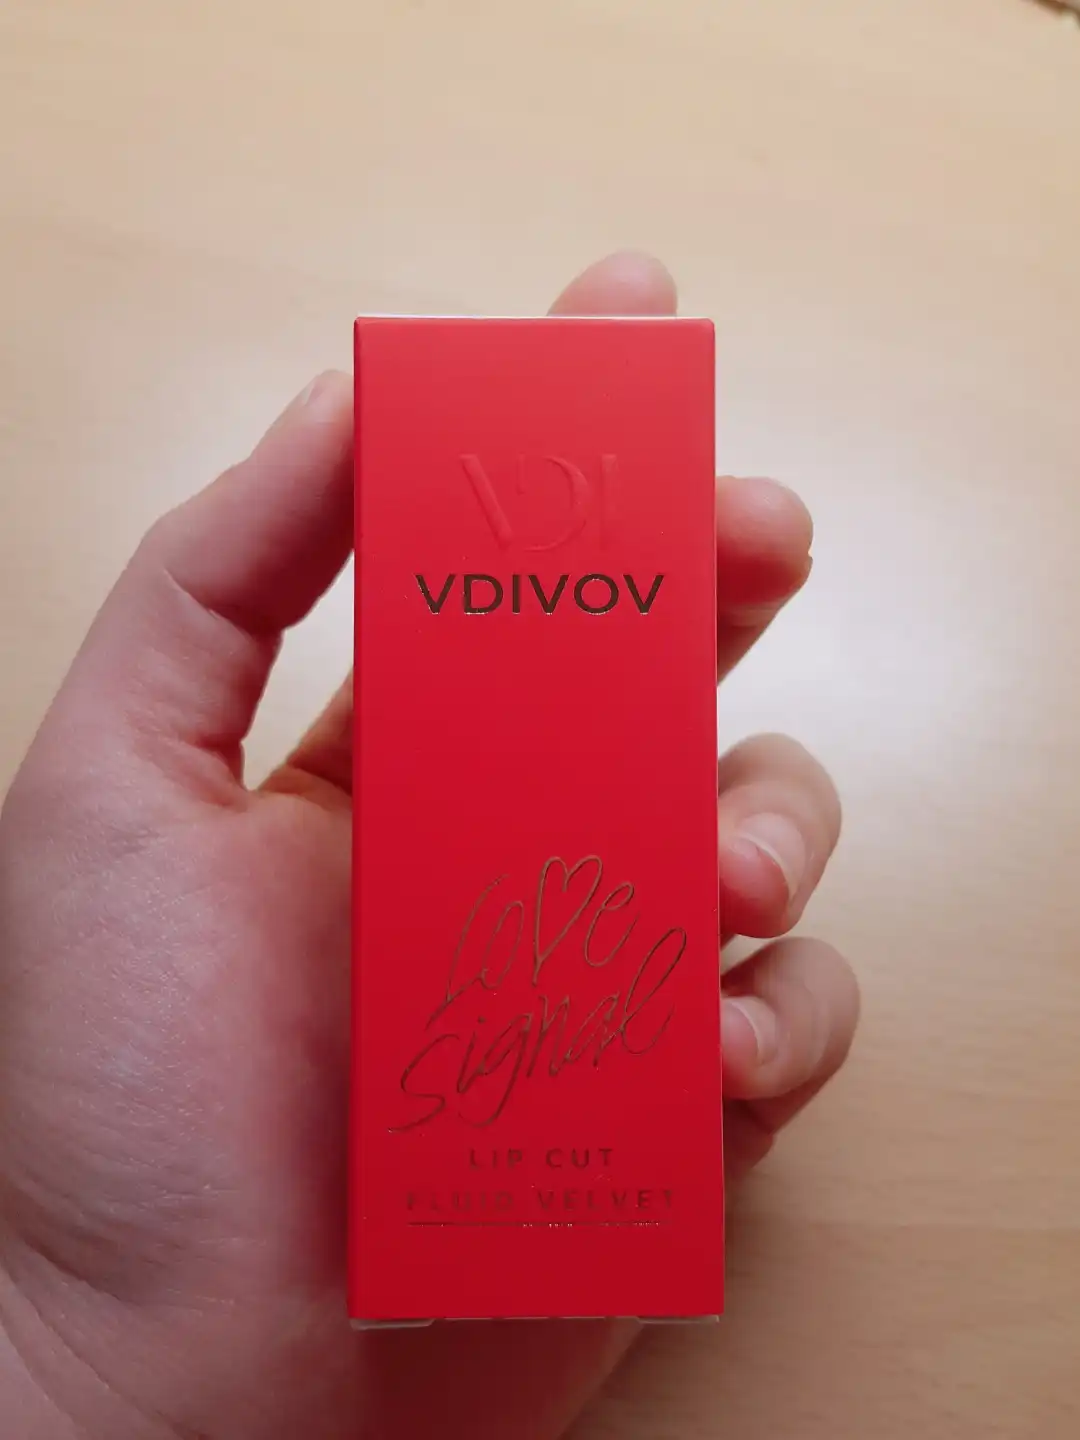 VDI
VDIVOV
love
signal
LIP CUT
FLUID VELVET